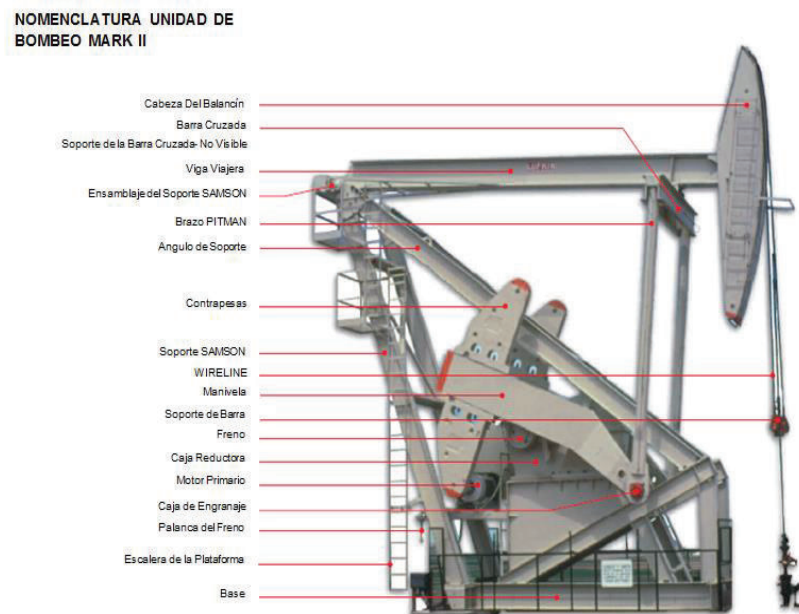 NOMENCLATURA UNIDAD DE
BOMBEO MARK II
Cabeza Del Balancín
Barra Cruzada
Soporte de la Barra Cruzada- No Visible
Viga Viajera
Ensamblaje del Soporte SAMSON
Brazo PITMAN
Angulo de Soporte
Contrapesas
Soporte SAMSON
WIRELINE
Manivela
Soporte de Barra
Freno
Caja Reductora
Motor Primario
Caja de Engranaje
Palanca del Freno
Escalera de la Plataforma
Base